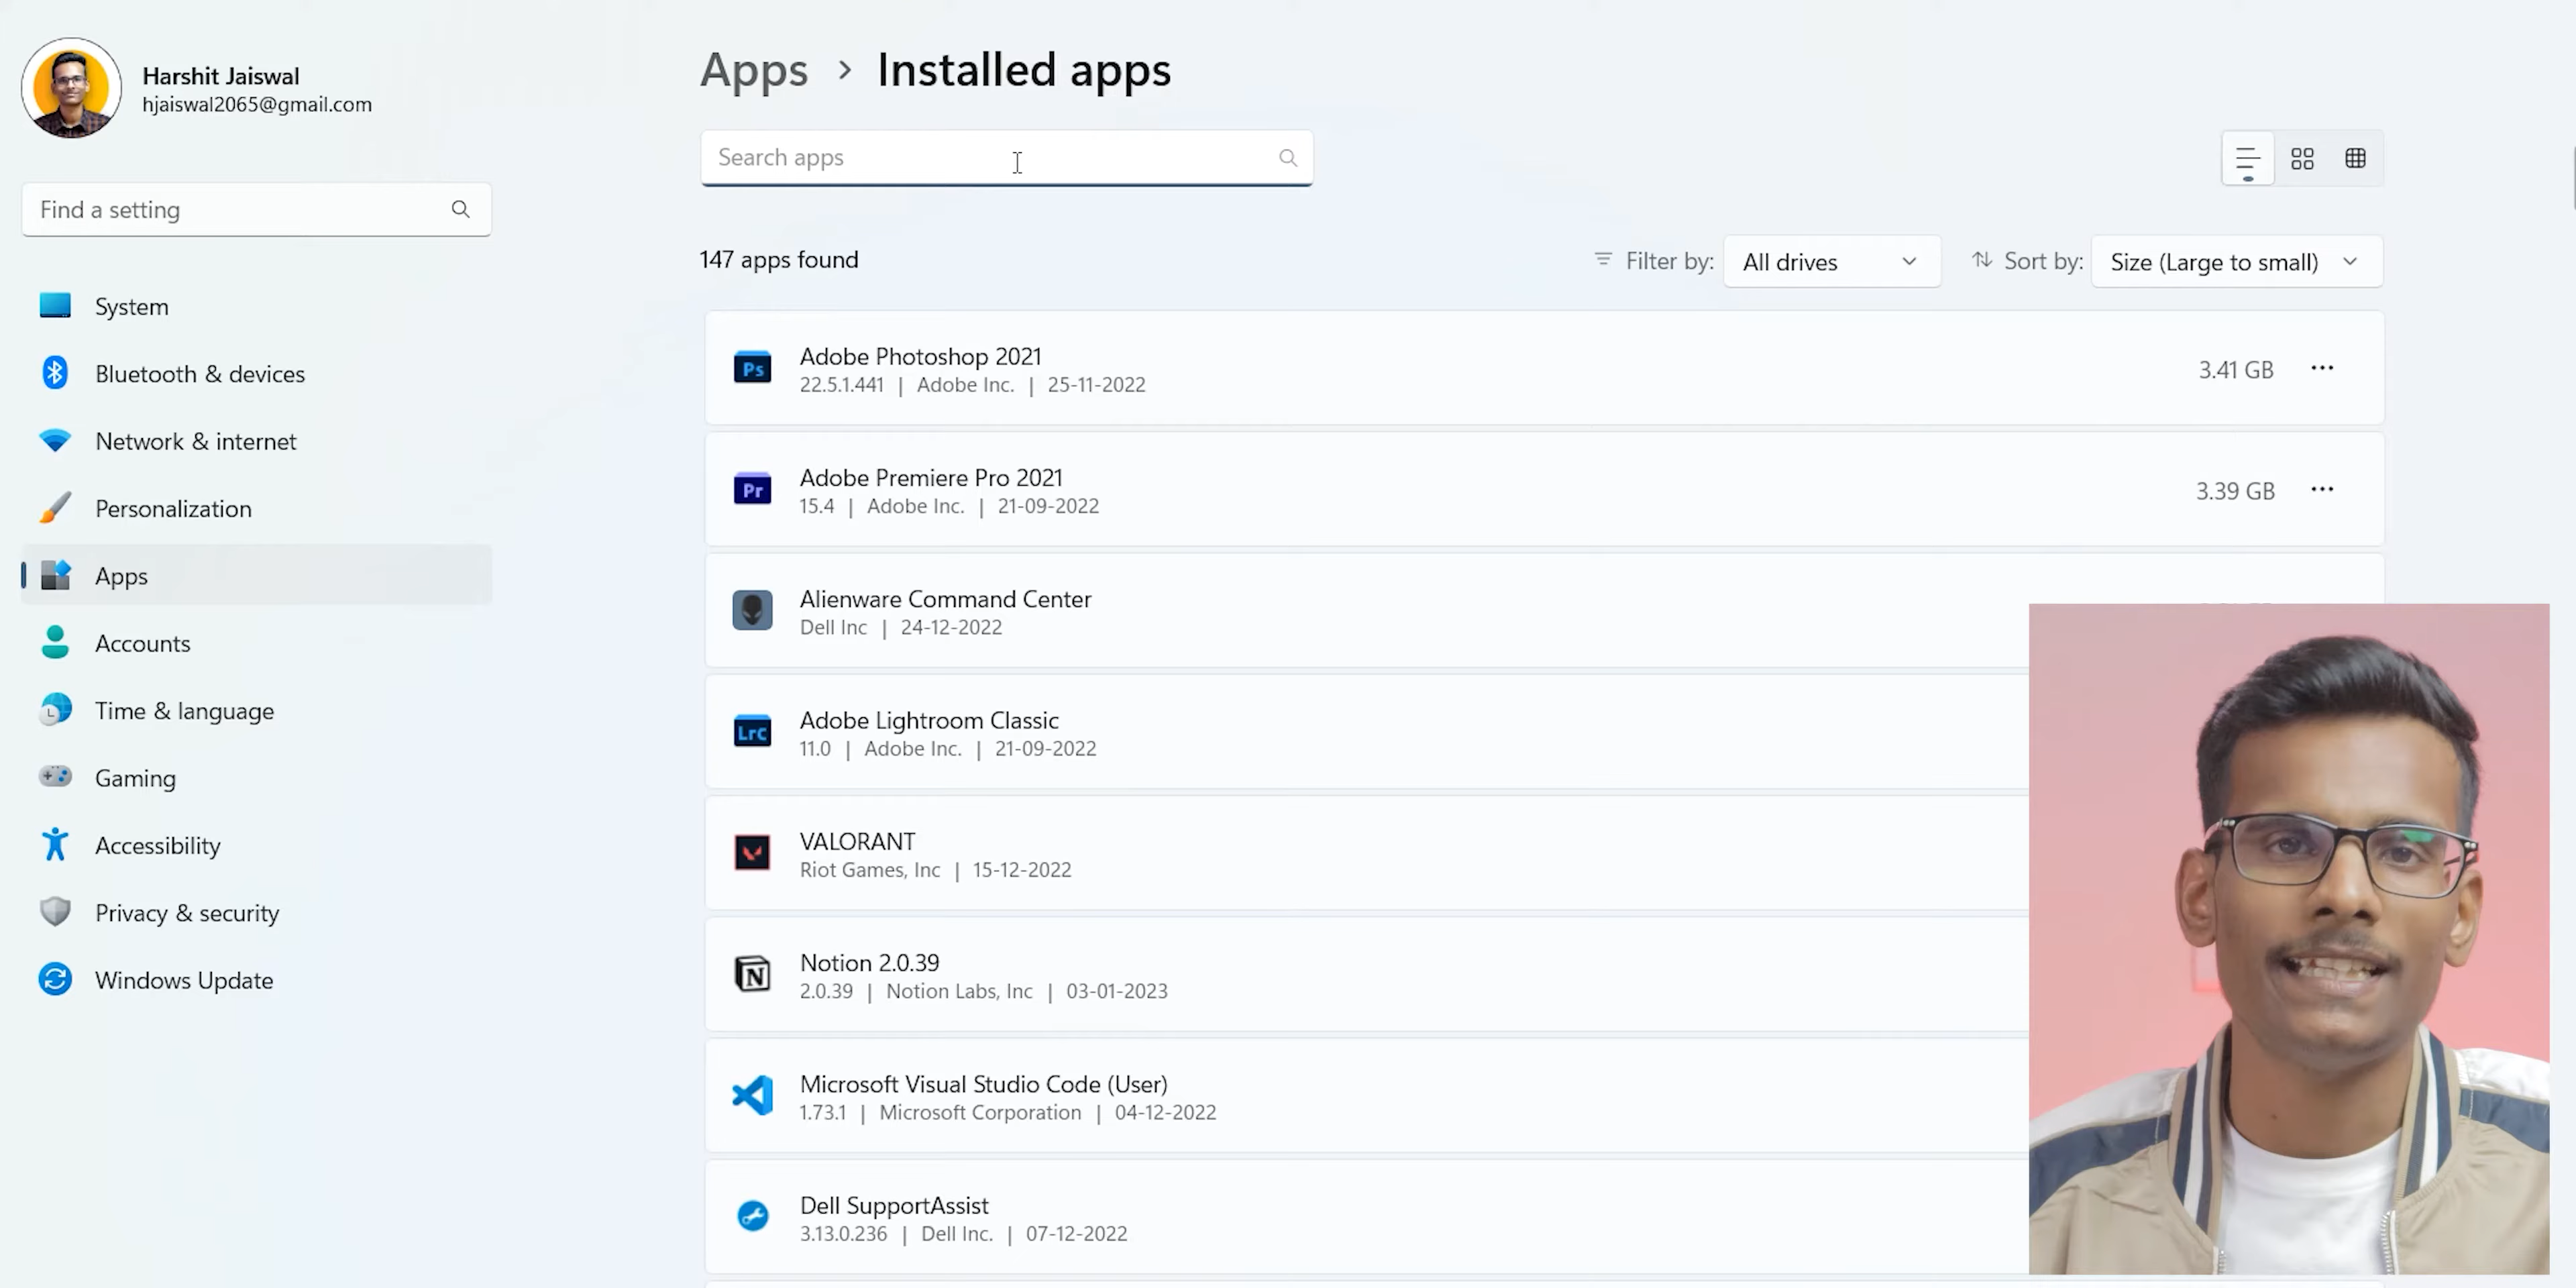 Harshit Jaiswal
hjaiswal2065@gmail.com
Find a setting
System
Bluetooth & devices
Network & internet
Personalization
Apps
Accounts
Time & language
Gaming
Accessibility
Privacy & security
Windows Update
Apps > Installed apps
Search apps
147 apps found
Filter by: All drives
Sort by: Size (Large to small)
Ps
Adobe Photoshop 2021
22.5.1.441 | Adobe Inc. | 25-11-2022
3.41 GB
Pr
Adobe Premiere Pro 2021
15.4 | Adobe Inc. | 21-09-2022
3.39 GB
Alienware Command Center
Dell Inc | 24-12-2022
Lrc
Adobe Lightroom Classic
11.0 | Adobe Inc. | 21-09-2022
VALORANT
Riot Games, Inc | 15-12-2022
N
Notion 2.0.39
2.0.39 | Notion Labs, Inc | 03-01-2023
Microsoft Visual Studio Code (User)
1.73.1 | Microsoft Corporation | 04-12-2022
Dell SupportAssist
3.13.0.236 | Dell Inc. | 07-12-2022